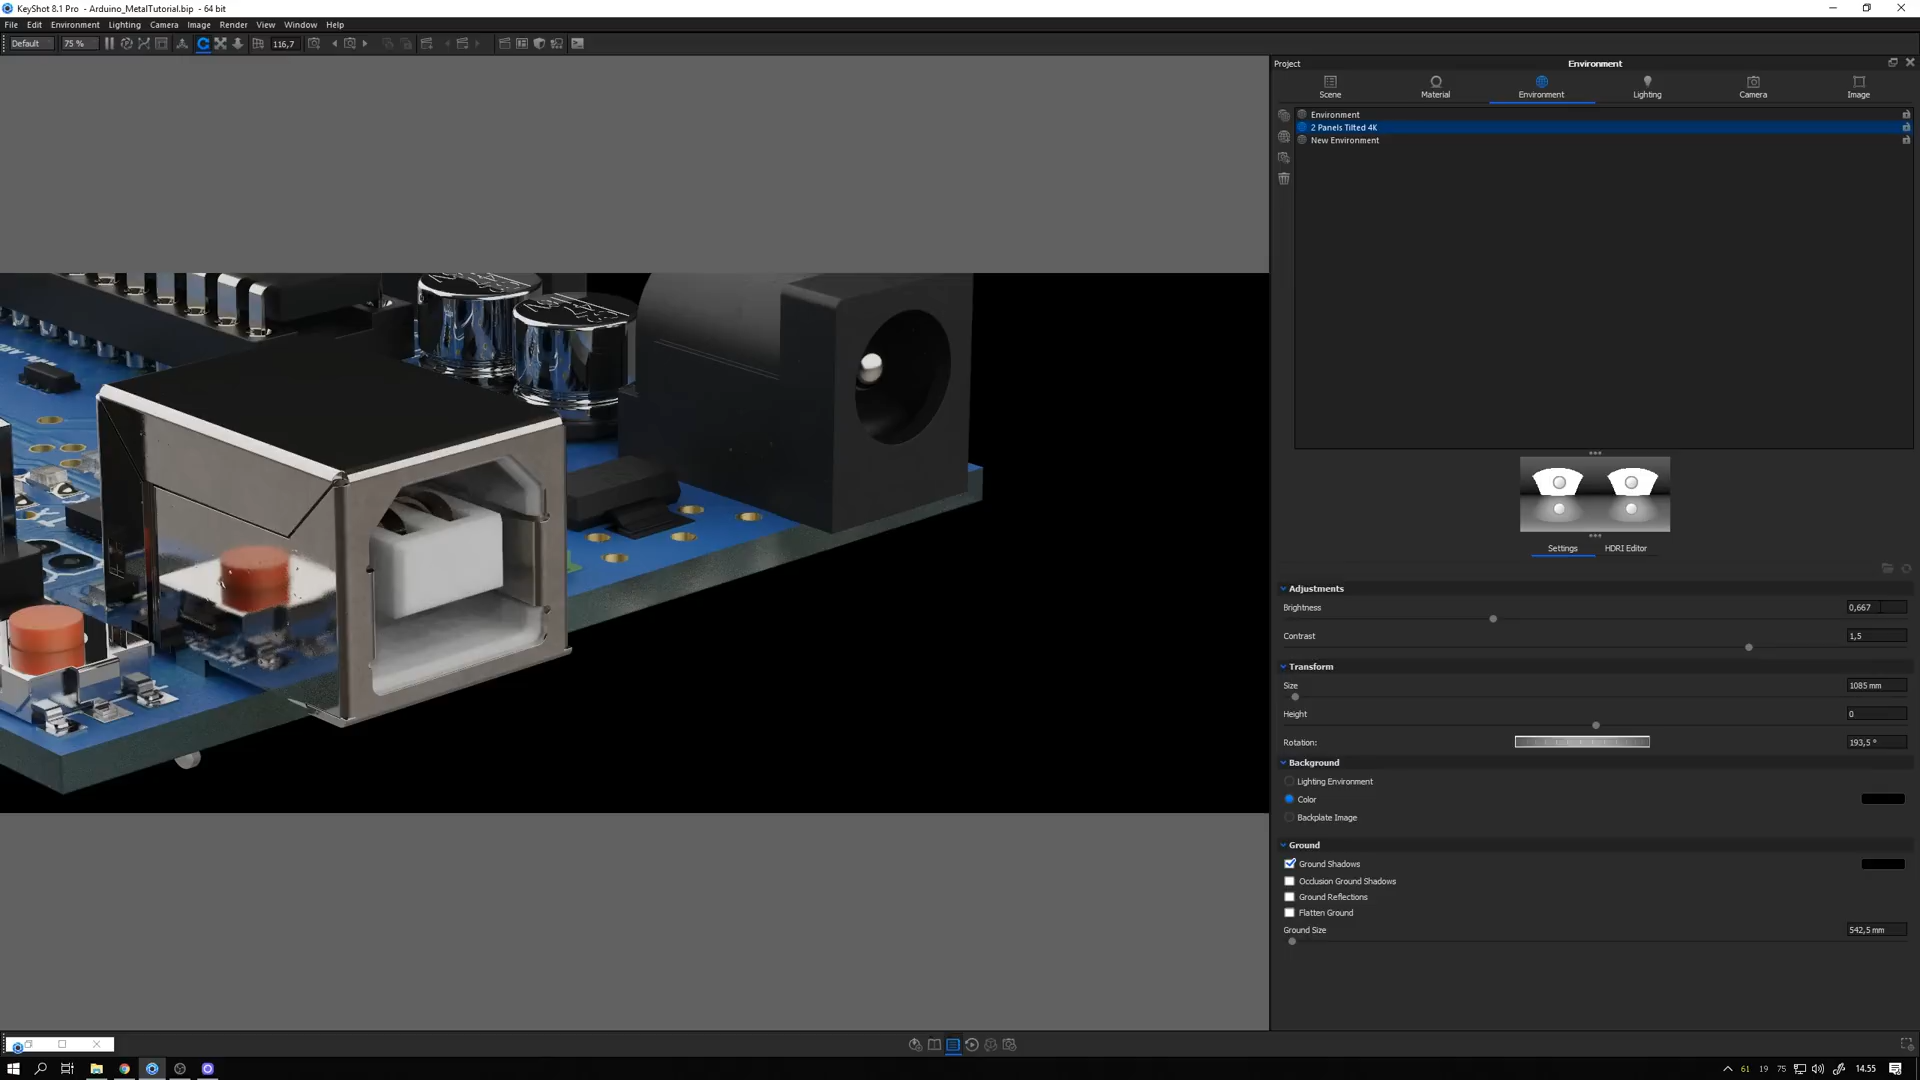 KeyShot 8.1 Pro - Arduino_MetalTutorial.bip - 64 bit
File Edit Environment Lighting Camera Image Render View Window Help
Default 75 % 116,7
Project Environment
Scene Material Environment Lighting Camera Image
Environment
2 Panels Tilted 4K
New Environment
Settings HDRI Editor
Adjustments
Brightness 0,667
Contrast 1,5
Transform
Size 1085 mm
Height 0
Rotation: 193,5 °
Background
Lighting Environment
Color
Backplate Image
Ground
Ground Shadows
Occlusion Ground Shadows
Ground Reflections
Flatten Ground
Ground Size 542,5 mm
61 19 75 14.55